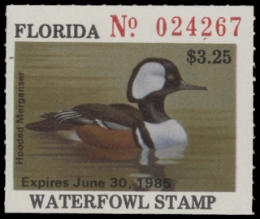 FLORIDA No 024267
$3.25
Hooded Merganser
Expires June 30, 1985
WATERFOWL STAMP